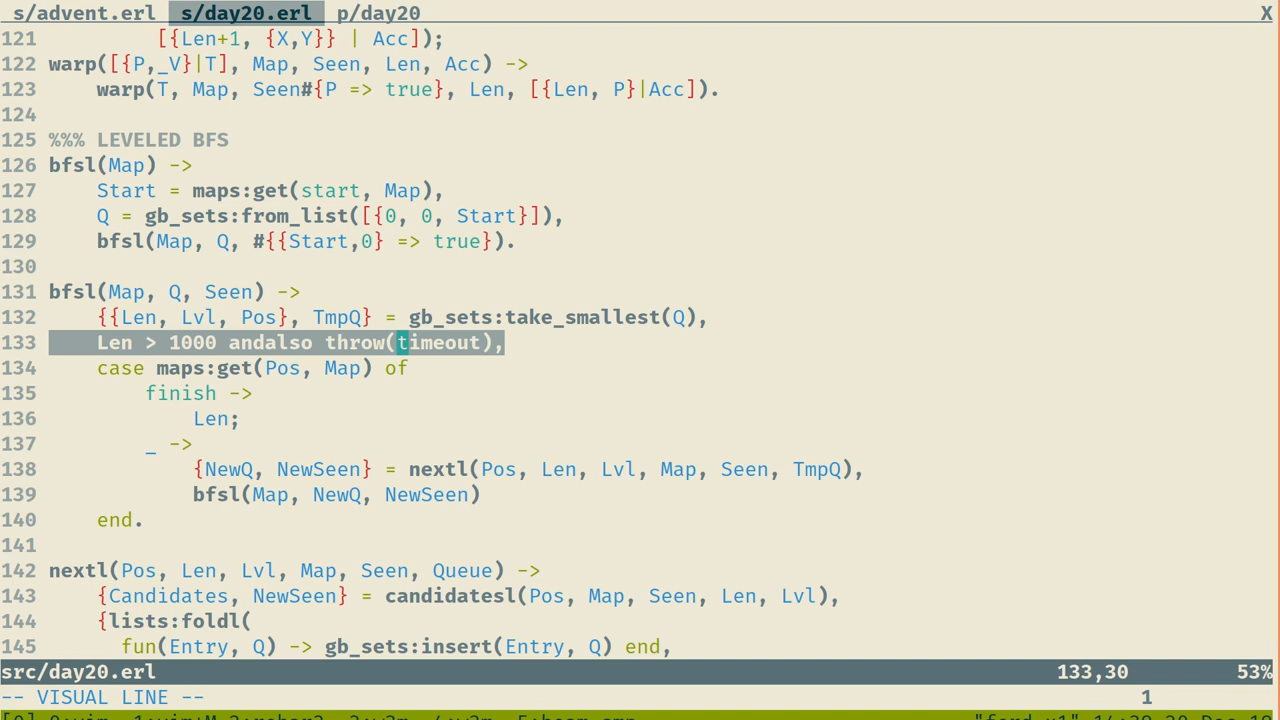 s/advent.erl s/day20.erl p/day20 X
121 [{Len+1, {X,Y}} | Acc]);
122 warp([{P,_V}|T], Map, Seen, Len, Acc) ->
123 warp(T, Map, Seen#{P => true}, Len, [{Len, P}|Acc]).
124
125 %%% LEVELED BFS
126 bfsl(Map) ->
127 Start = maps:get(start, Map),
128 Q = gb_sets:from_list([{0, 0, Start}]),
129 bfsl(Map, Q, #{{Start,0} => true}).
130
131 bfsl(Map, Q, Seen) ->
132 {{Len, Lvl, Pos}, TmpQ} = gb_sets:take_smallest(Q),
133 Len > 1000 andalso throw(timeout),
134 case maps:get(Pos, Map) of
135 finish ->
136 Len;
137 _ ->
138 {NewQ, NewSeen} = nextl(Pos, Len, Lvl, Map, Seen, TmpQ),
139 bfsl(Map, NewQ, NewSeen)
140 end.
141
142 nextl(Pos, Len, Lvl, Map, Seen, Queue) ->
143 {Candidates, NewSeen} = candidatesl(Pos, Map, Seen, Len, Lvl),
144 {lists:foldl(
145 fun(Entry, Q) -> gb_sets:insert(Entry, Q) end,
src/day20.erl 133,30 53%
-- VISUAL LINE -- 1